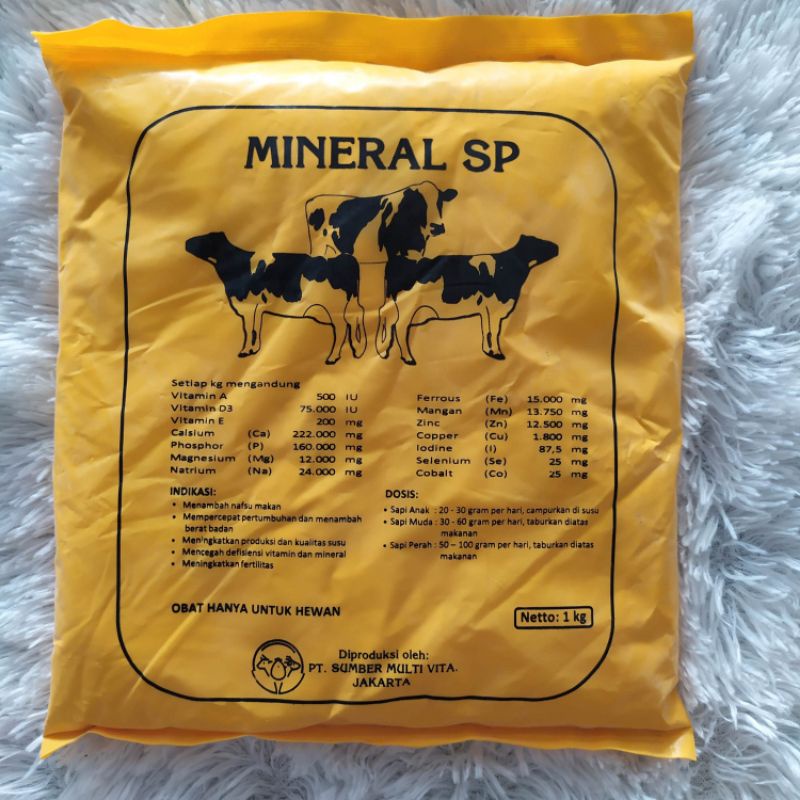 MINERAL SP
Setiap kg mengandung
Vitamin A 500 IU
Vitamin D3 75.000 IU
Vitamin E 200 mg
Calsium (Ca) 222.000 mg
Phosphor (P) 160.000 mg
Magnesium (Mg) 12.000 mg
Natrium (Na) 24.000 mg
Ferrous (Fe) 15.000 mg
Mangan (Mn) 13.750 mg
Zinc (Zn) 12.500 mg
Copper (Cu) 1.800 mg
Iodine (I) 87,5 mg
Selenium (Se) 25 mg
Cobalt (Co) 25 mg
INDIKASI:
• Menambah nafsu makan
• Mempercepat pertumbuhan dan menambah
berat badan
• Meningkatkan produksi dan kualitas susu
• Mencegah defisiensi vitamin dan mineral
• Meningkatkan fertilitas
DOSIS:
• Sapi Anak : 20 - 30 gram per hari, campurkan di susu
• Sapi Muda : 30 - 60 gram per hari, taburkan diatas
makanan
• Sapi Perah : 50 – 100 gram per hari, taburkan diatas
makanan
OBAT HANYA UNTUK HEWAN
Netto: 1 kg
Diproduksi oleh:
PT. SUMBER MULTI VITA.
JAKARTA